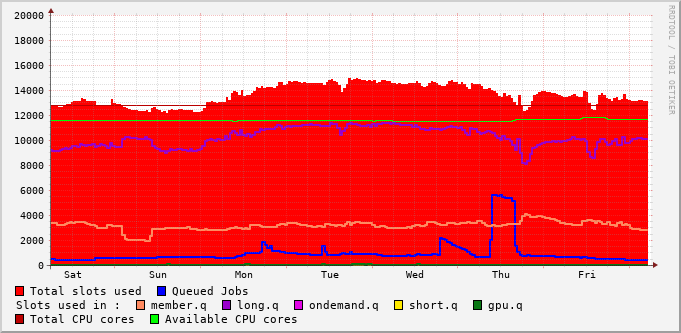 RRDTOOL / TOBI OETIKER
20000
18000
16000
14000
12000
10000
8000
6000
4000
2000
0
Sat Sun Mon Tue Wed Thu Fri
Total slots used Queued Jobs
Slots used in : member.q long.q ondemand.q short.q gpu.q
Total CPU cores Available CPU cores